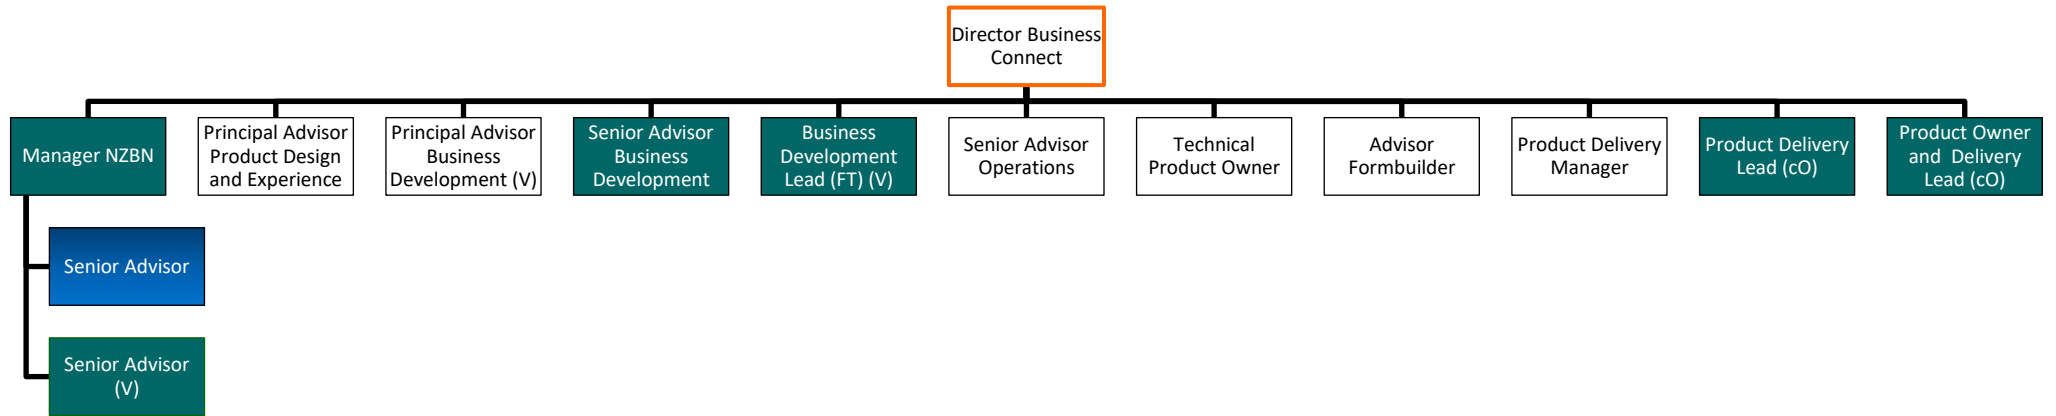 Director Business
Connect
Manager NZBN
Principal Advisor
Product Design
and Experience
Principal Advisor
Business
Development (V)
Senior Advisor
Business
Development
Business
Development
Lead (FT) (V)
Senior Advisor
Operations
Technical
Product Owner
Advisor
Formbuilder
Product Delivery
Manager
Product Delivery
Lead (cO)
Product Owner
and Delivery
Lead (cO)
Senior Advisor
Senior Advisor
(V)